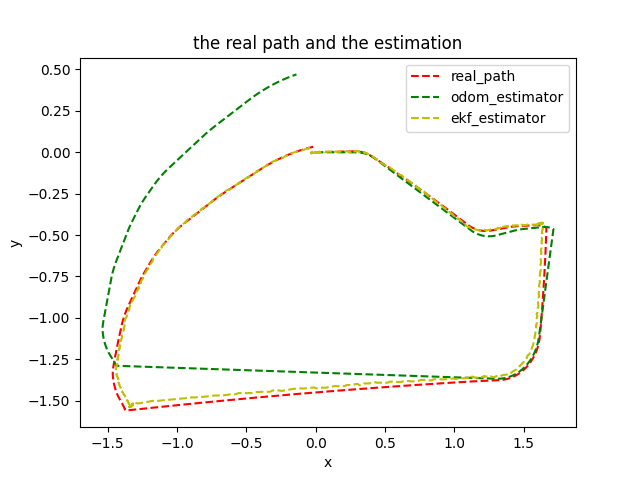 the real path and the estimation
real_path
odom_estimator
ekf_estimator
0.50
0.25
0.00
−0.25
−0.50
−0.75
−1.00
−1.25
−1.50
y
−1.5
−1.0
−0.5
0.0
0.5
1.0
1.5
x